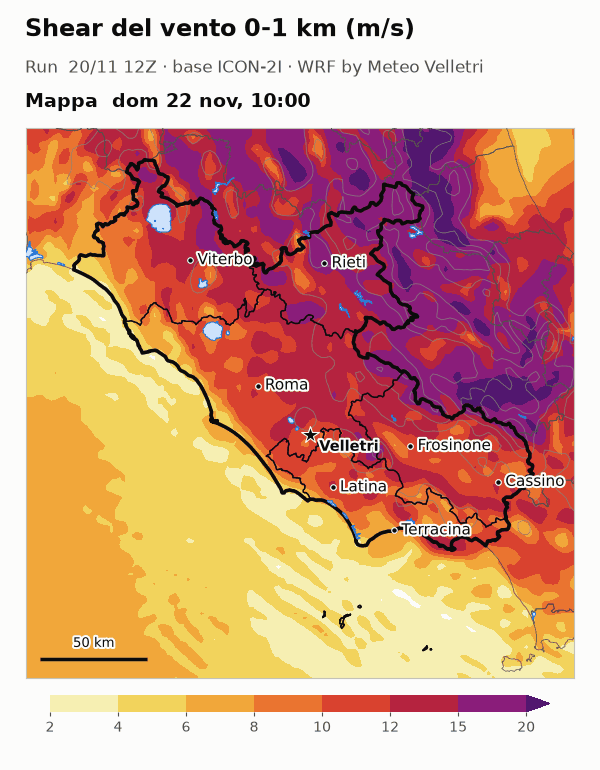 Shear del vento 0-1 km (m/s)
Run  20/11 12Z · base ICON-2I · WRF by Meteo Velletri
Mappa  dom 22 nov, 10:00
Viterbo
Rieti
Roma
Velletri
Frosinone
Cassino
Latina
Terracina
50 km
2 4 6 8 10 12 15 20